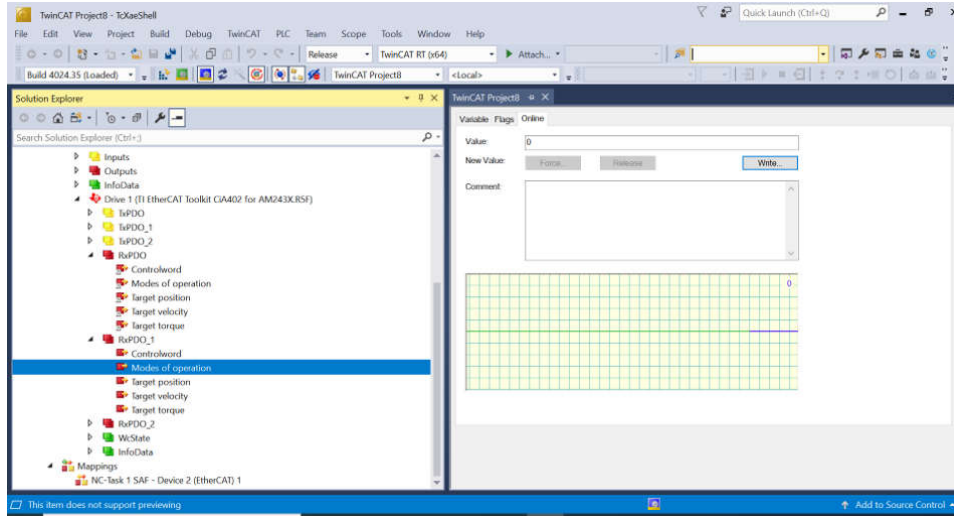 TwinCAT Project8 - TcXaeShell
Quick Launch (Ctrl+Q)
File Edit View Project Build Debug TwinCAT PLC Team Scope Tools Window Help
Release TwinCAT RT (x64) Attach...
Build 4024.35 (Loaded) TwinCAT Project8 <Local>
Solution Explorer
Search Solution Explorer (Ctrl+;)
Inputs
Outputs
InfoData
Drive 1 (TI EtherCAT Toolkit CiA402 for AM243X.R5F)
TxPDO
TxPDO_1
TxPDO_2
RxPDO
Controlword
Modes of operation
Target position
Target velocity
Target torque
RxPDO_1
Controlword
Modes of operation
Target position
Target velocity
Target torque
RxPDO_2
WcState
InfoData
Mappings
NC-Task 1 SAF - Device 2 (EtherCAT) 1
TwinCAT Project8
Variable Flags Online
Value: 0
New Value: Force... Release Write...
Comment:
0
This item does not support previewing
Add to Source Control